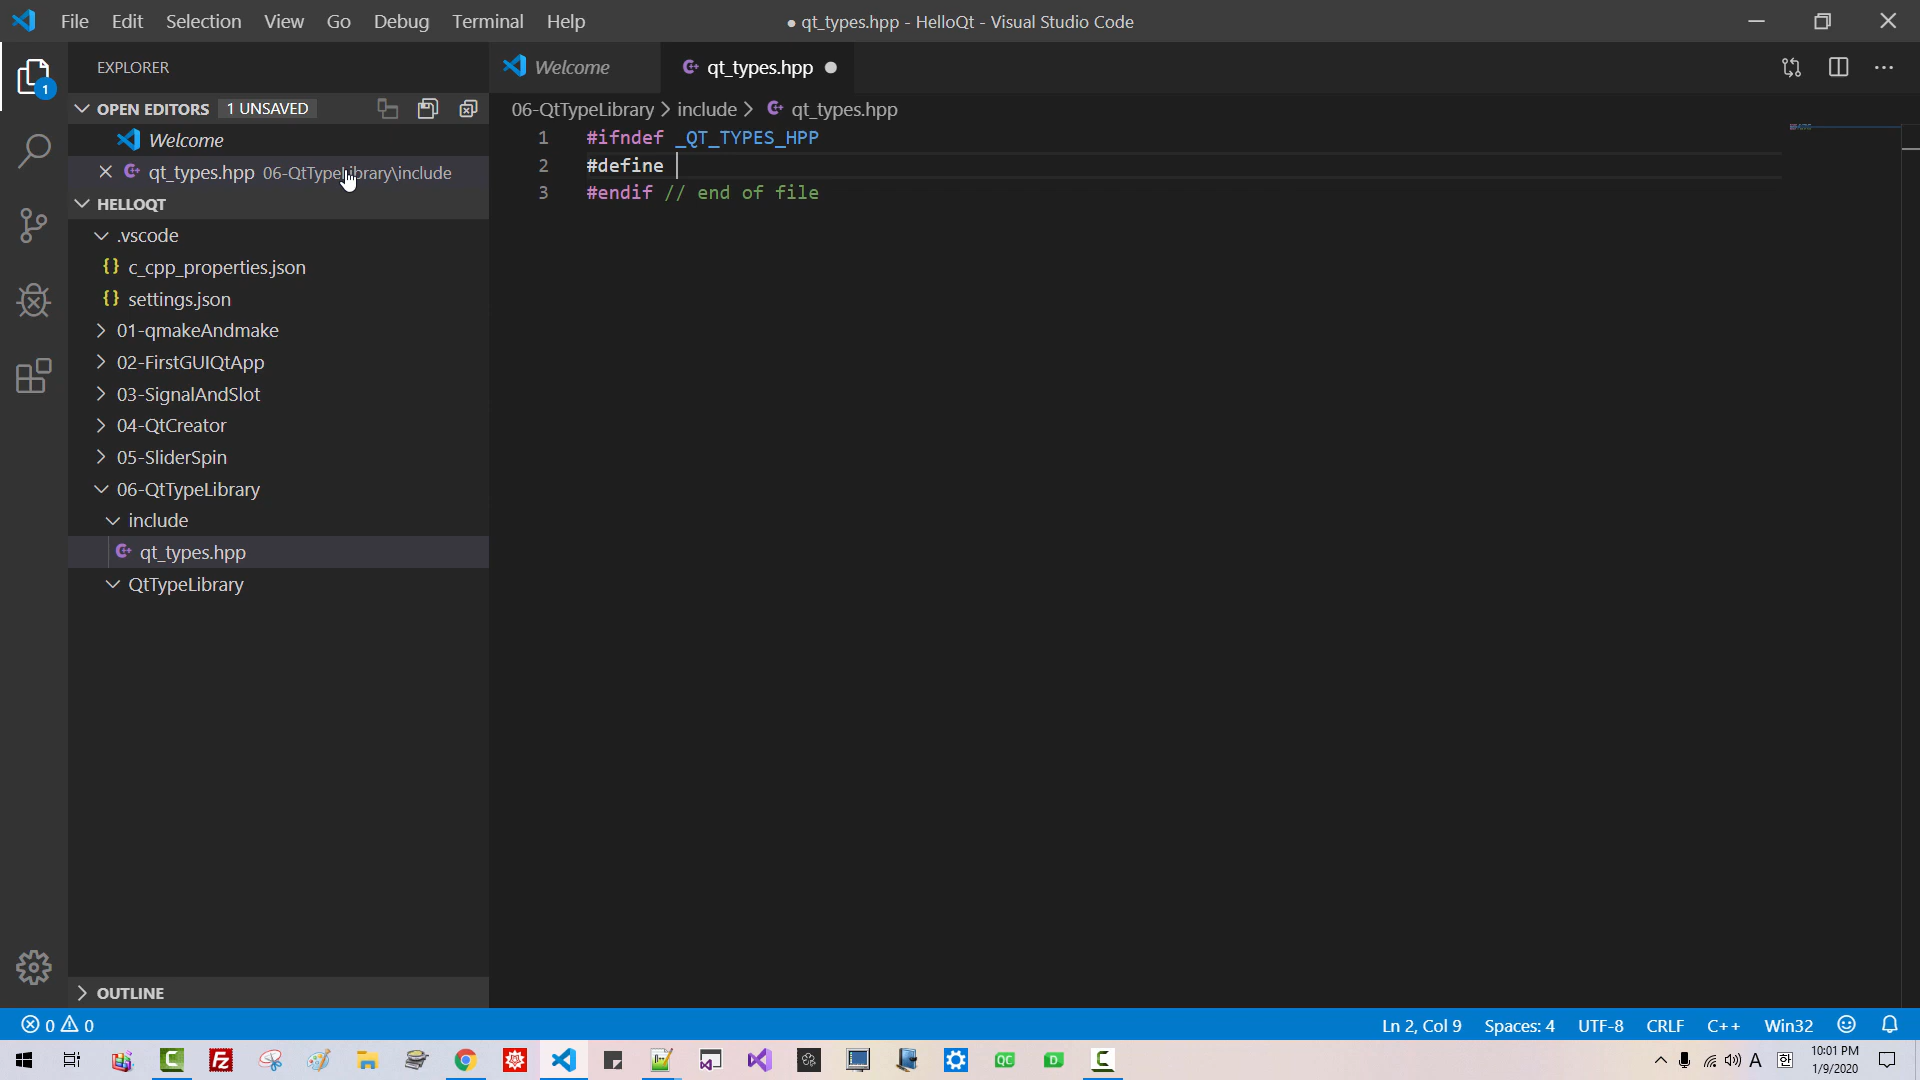 File Edit Selection View Go Debug Terminal Help
● qt_types.hpp - HelloQt - Visual Studio Code
EXPLORER
Welcome
qt_types.hpp
OPEN EDITORS 1 UNSAVED
Welcome
qt_types.hpp 06-QtTypeLibrary\include
HELLOQT
.vscode
{} c_cpp_properties.json
{} settings.json
01-qmakeAndmake
02-FirstGUIQtApp
03-SignalAndSlot
04-QtCreator
05-SliderSpin
06-QtTypeLibrary
include
qt_types.hpp
QtTypeLibrary
OUTLINE
06-QtTypeLibrary > include > qt_types.hpp
1 #ifndef _QT_TYPES_HPP
2 #define
3 #endif // end of file
1
0 0
Ln 2, Col 9 Spaces: 4 UTF-8 CRLF C++ Win32
QC
D
A
한
10:01 PM
1/9/2020